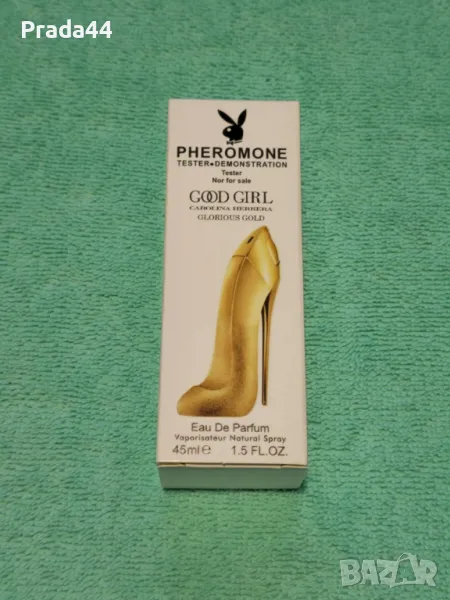 Prada44
PHEROMONE
TESTER•DEMONSTRATION
Tester
Nor for sale
GOOD GIRL
CAROLINA HERRERA
GLORIOUS GOLD
Eau De Parfum
Vaporisateur Natural Spray
45ml e 1.5 FL.OZ.
BAZAR